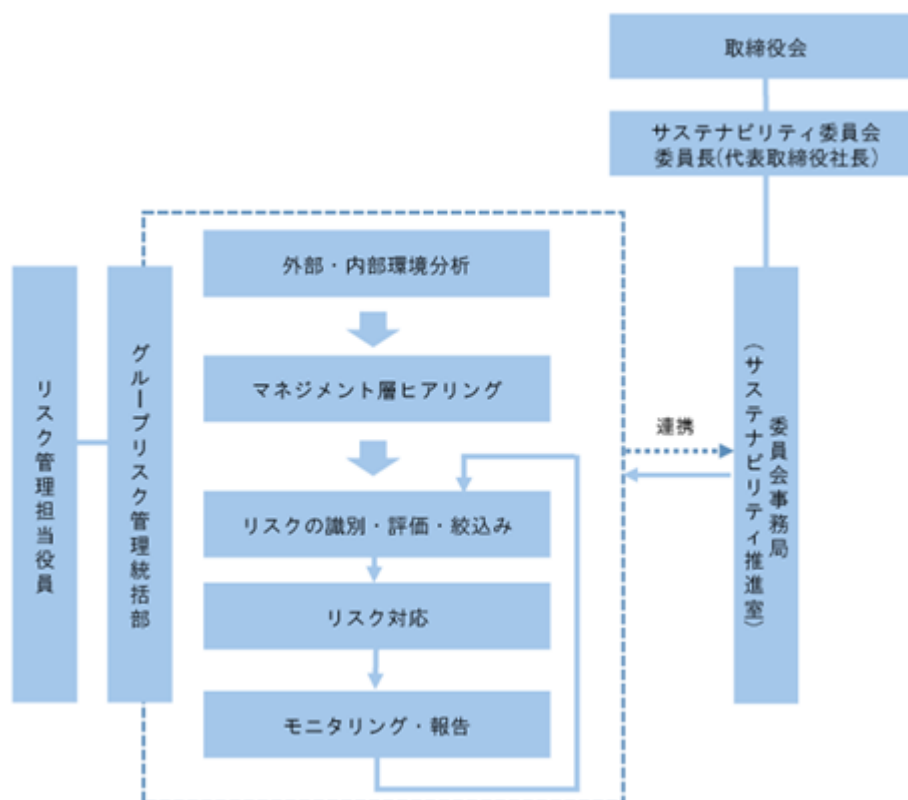 取締役会
サステナビリティ委員会
委員長(代表取締役社長)
外部・内部環境分析
マネジメント層ヒアリング
リスクの識別・評価・絞込み
リスク対応
モニタリング・報告
リスク管理担当役員
グループリスク管理統括部
連携
委員会事務局
(サステナビリティ推進室)